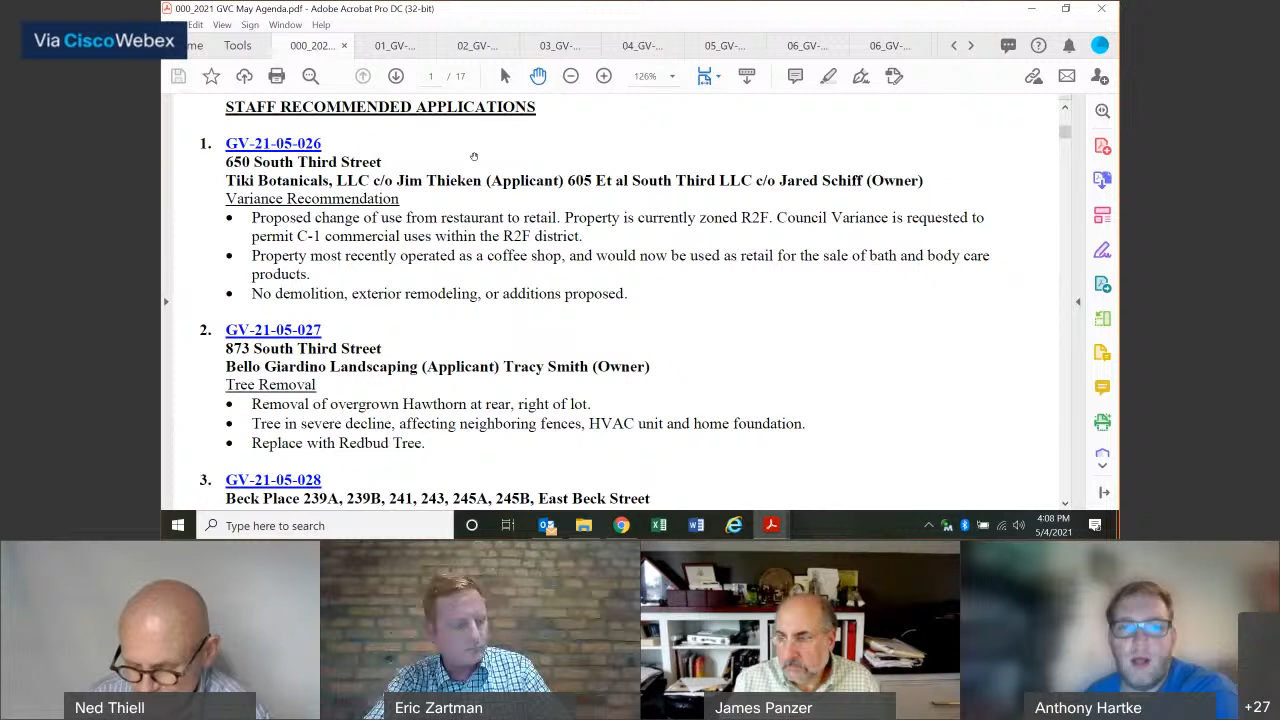 000_2021 GVC May Agenda.pdf - Adobe Acrobat Pro DC (32-bit)
Via CiscoWebex
Edit View Sign Window Help
me Tools 000_202... × 01_GV-... 02_GV-... 03_GV-... 04_GV-... 05_GV-... 06_GV-... 06_GV-...
1 / 17 126%
STAFF RECOMMENDED APPLICATIONS
1. GV-21-05-026
650 South Third Street
Tiki Botanicals, LLC c/o Jim Thieken (Applicant) 605 Et al South Third LLC c/o Jared Schiff (Owner)
Variance Recommendation
• Proposed change of use from restaurant to retail. Property is currently zoned R2F. Council Variance is requested to
permit C-1 commercial uses within the R2F district.
• Property most recently operated as a coffee shop, and would now be used as retail for the sale of bath and body care
products.
• No demolition, exterior remodeling, or additions proposed.
2. GV-21-05-027
873 South Third Street
Bello Giardino Landscaping (Applicant) Tracy Smith (Owner)
Tree Removal
• Removal of overgrown Hawthorn at rear, right of lot.
• Tree in severe decline, affecting neighboring fences, HVAC unit and home foundation.
• Replace with Redbud Tree.
3. GV-21-05-028
Beck Place 239A, 239B, 241, 243, 245A, 245B, East Beck Street
Type here to search
4:08 PM
5/4/2021
Ned Thiell
Eric Zartman
James Panzer
Anthony Hartke
+27